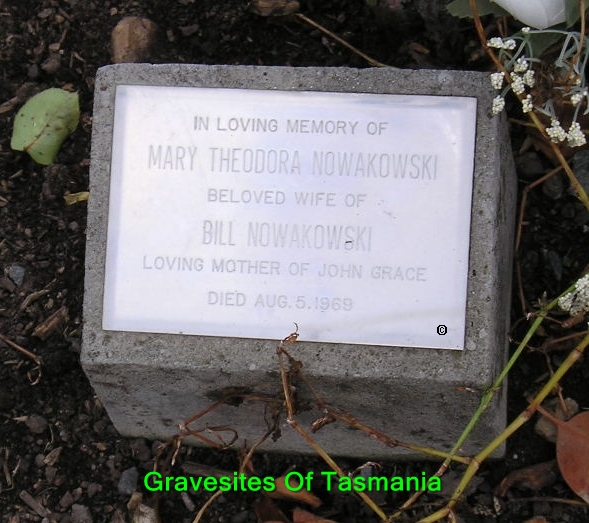 IN LOVING MEMORY OF
MARY THEODORA NOWAKOWSKI
BELOVED WIFE OF
BILL NOWAKOWSKI
LOVING MOTHER OF JOHN GRACE
DIED AUG. 5. 1969
©
Gravesites Of Tasmania